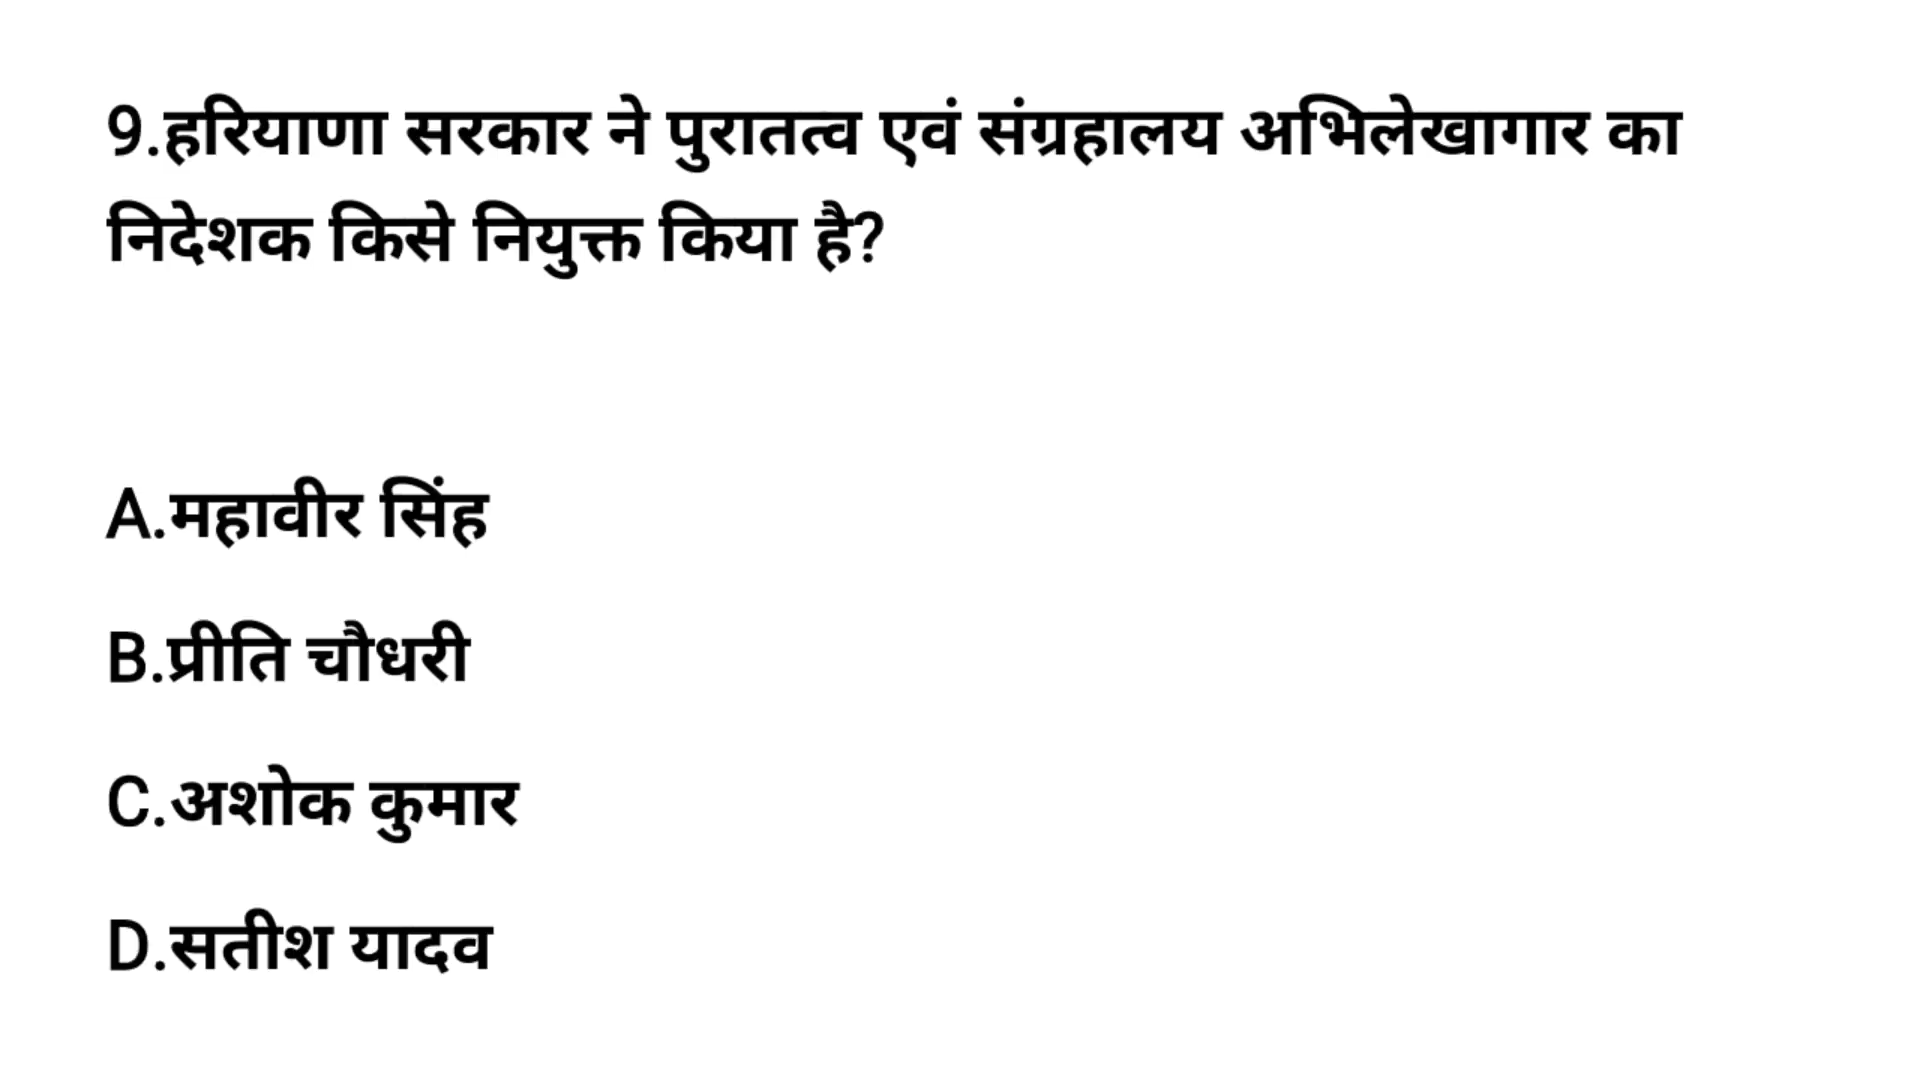 9.हरियाणा सरकार ने पुरातत्व एवं संग्रहालय अभिलेखागार का
निदेशक किसे नियुक्त किया है?
A.महावीर सिंह
B.प्रीति चौधरी
C.अशोक कुमार
D.सतीश यादव